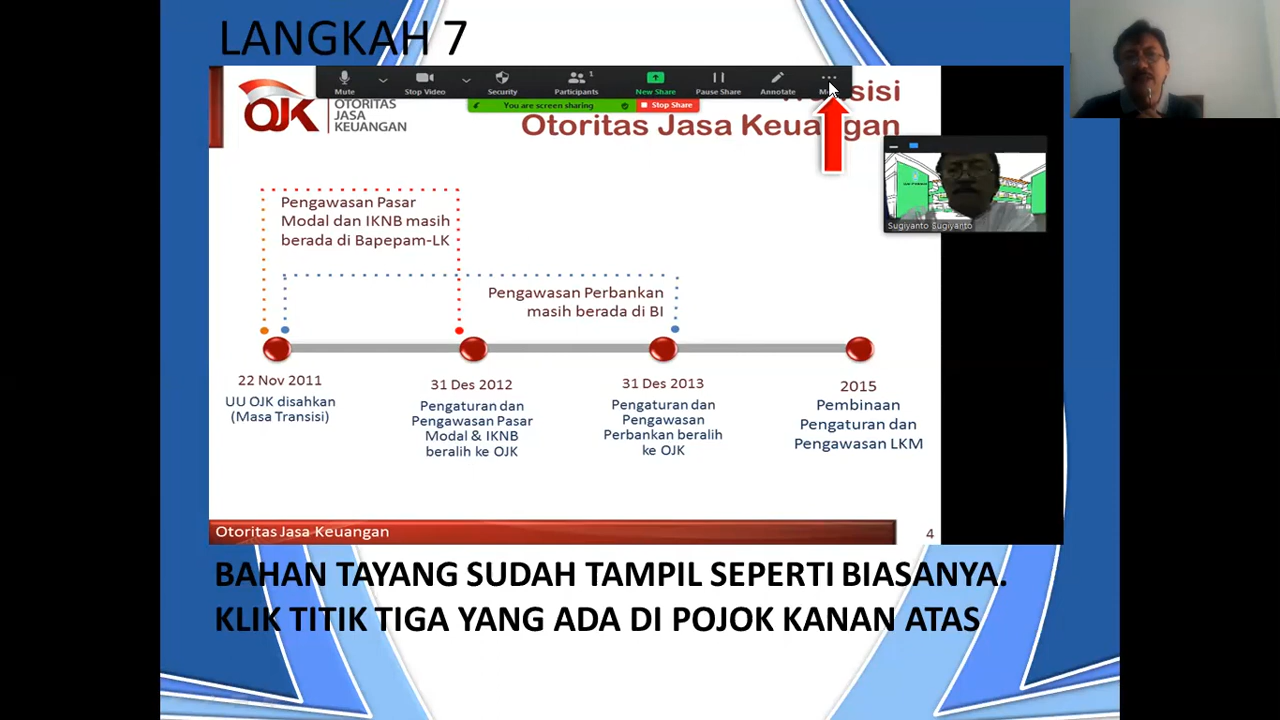 LANGKAH 7
Mute
Stop Video
Security
Participants
1
New Share
Pause Share
Annotate
You are screen sharing
Stop Share
OJK
OTORITAS
JASA
KEUANGAN
Otoritas Jasa Keuangan
Sugiyanto Sugiyanto
Pengawasan Pasar
Modal dan IKNB masih
berada di Bapepam-LK
Pengawasan Perbankan
masih berada di BI
22 Nov 2011
UU OJK disahkan
(Masa Transisi)
31 Des 2012
Pengaturan dan
Pengawasan Pasar
Modal & IKNB
beralih ke OJK
31 Des 2013
Pengaturan dan
Pengawasan
Perbankan beralih
ke OJK
2015
Pembinaan
Pengaturan dan
Pengawasan LKM
Otoritas Jasa Keuangan
4
BAHAN TAYANG SUDAH TAMPIL SEPERTI BIASANYA.
KLIK TITIK TIGA YANG ADA DI POJOK KANAN ATAS